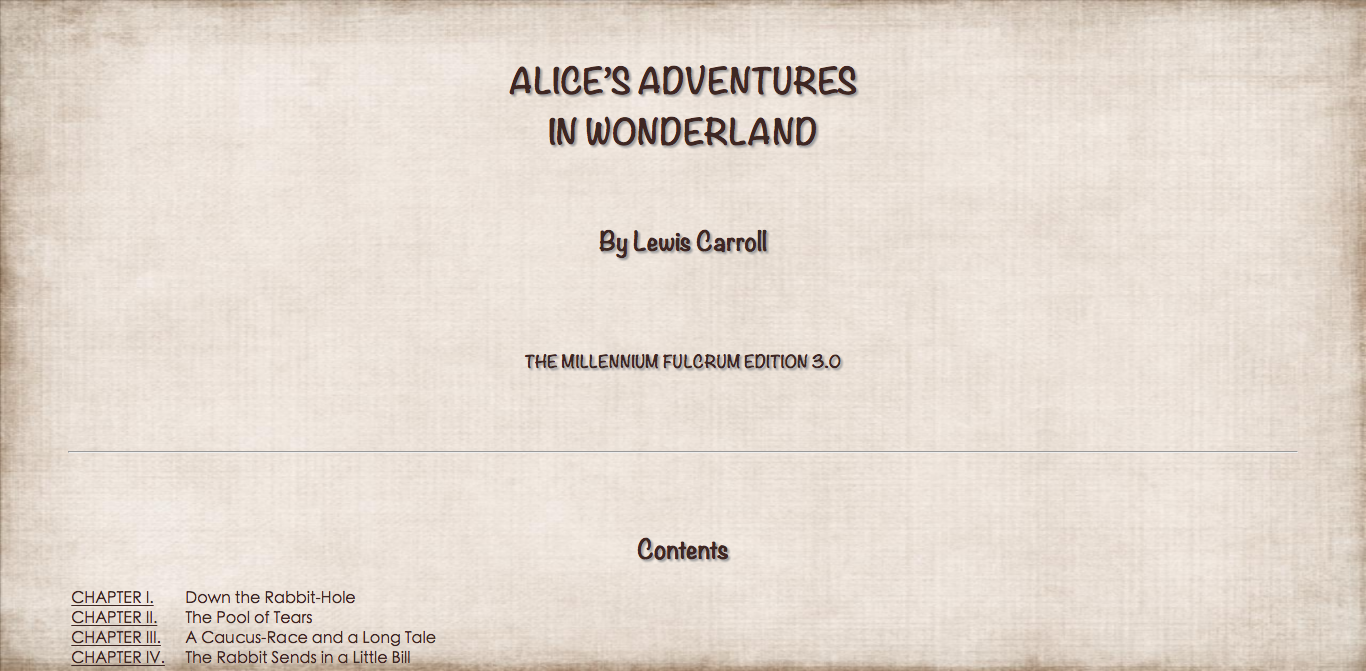 ALICE’S ADVENTURES
IN WONDERLAND
By Lewis Carroll
THE MILLENNIUM FULCRUM EDITION 3.0
Contents
CHAPTER I. Down the Rabbit-Hole
CHAPTER II. The Pool of Tears
CHAPTER III. A Caucus-Race and a Long Tale
CHAPTER IV. The Rabbit Sends in a Little Bill